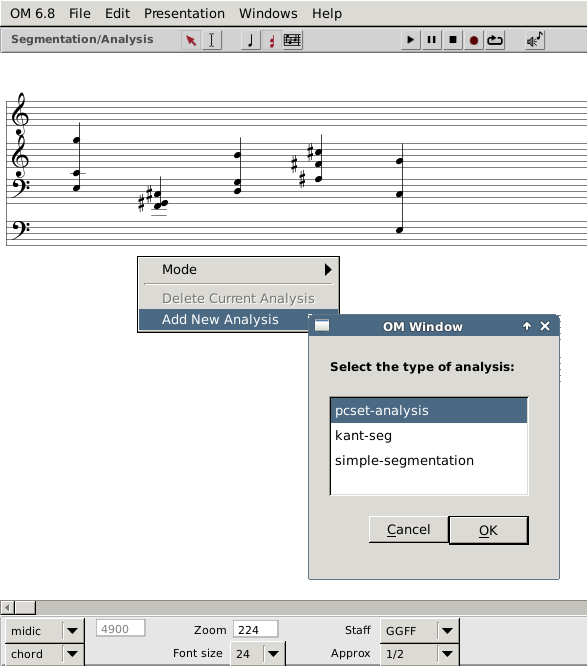 OM 6.8 File Edit Presentation Windows Help
Segmentation/Analysis
Mode
Delete Current Analysis
Add New Analysis
OM Window
Select the type of analysis:
pcset-analysis
kant-seg
simple-segmentation
Cancel OK
midic 4900 Zoom 224 Staff GGFF
chord Font size 24 Approx 1/2